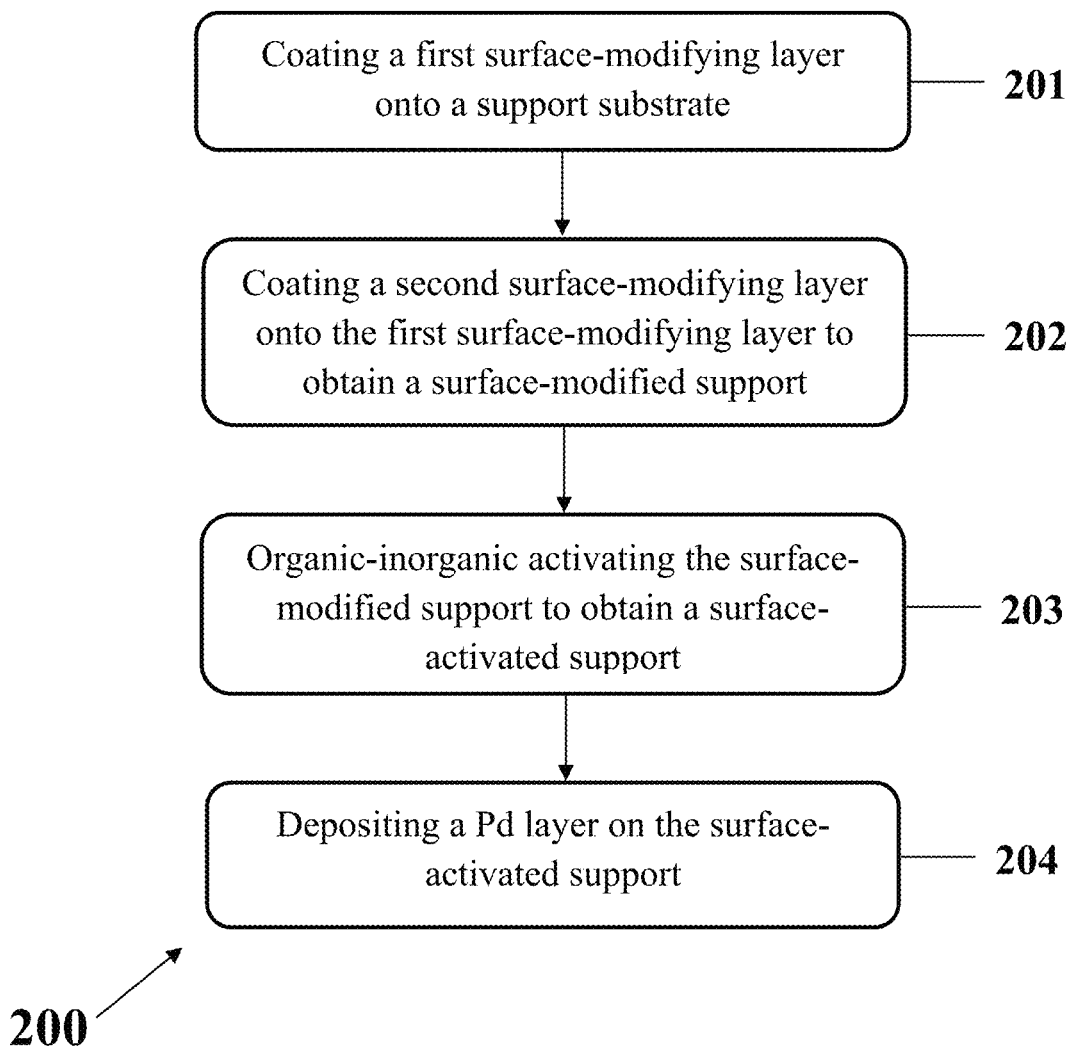 Coating a first surface-modifying layer
onto a support substrate
201
Coating a second surface-modifying layer
onto the first surface-modifying layer to
obtain a surface-modified support
202
Organic-inorganic activating the surface-
modified support to obtain a surface-
activated support
203
Depositing a Pd layer on the surface-
activated support
204
200